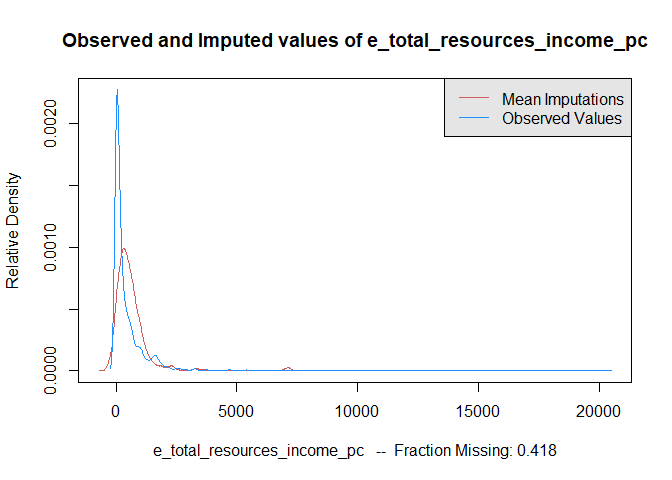 Observed and Imputed values of e_total_resources_income_pc
Mean Imputations
Observed Values
Relative Density
0.0020
0.0010
0.0000
0 5000 10000 15000 20000
e_total_resources_income_pc -- Fraction Missing: 0.418